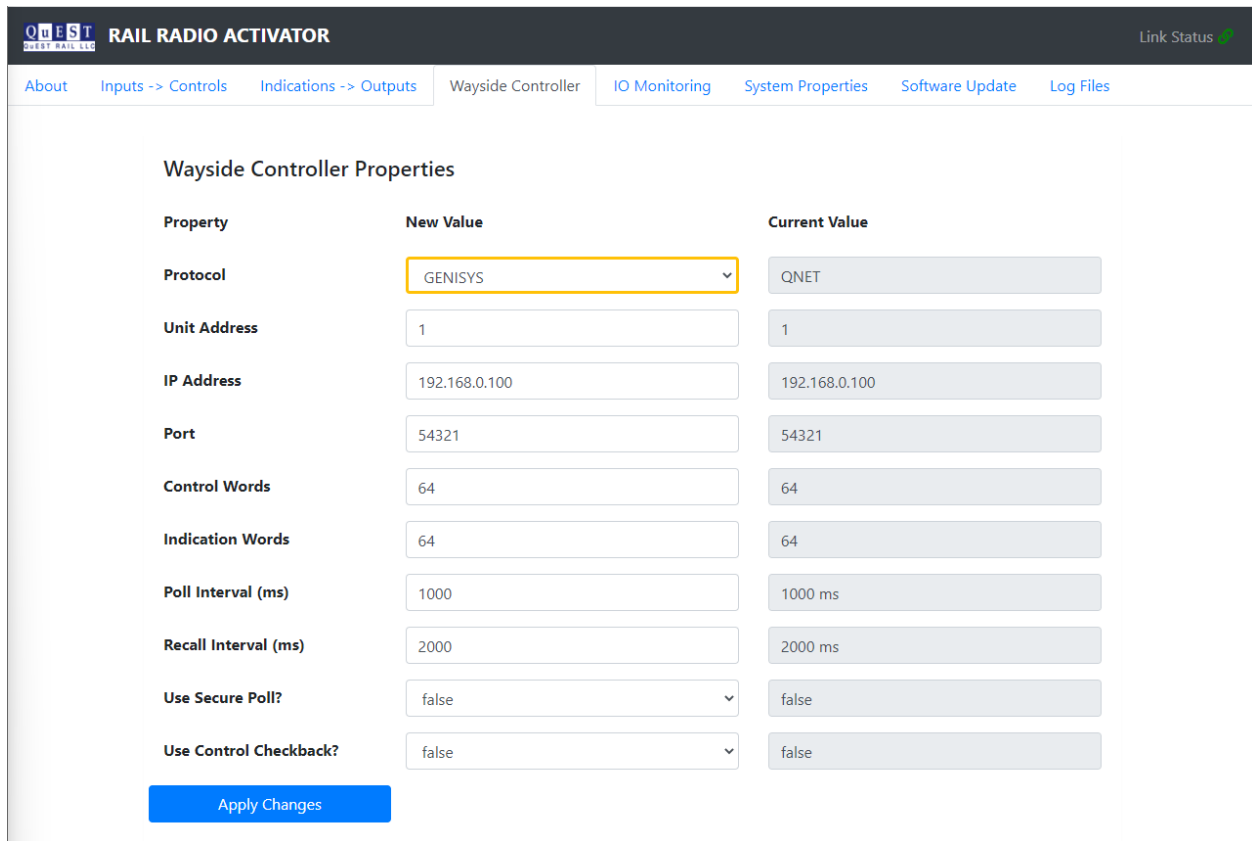 QuEST
QuEST RAIL LLC
RAIL RADIO ACTIVATOR
Link Status
About Inputs -> Controls Indications -> Outputs Wayside Controller IO Monitoring System Properties Software Update Log Files
Wayside Controller Properties
Property New Value Current Value
Protocol GENISYS QNET
Unit Address 1 1
IP Address 192.168.0.100 192.168.0.100
Port 54321 54321
Control Words 64 64
Indication Words 64 64
Poll Interval (ms) 1000 1000 ms
Recall Interval (ms) 2000 2000 ms
Use Secure Poll? false false
Use Control Checkback? false false
Apply Changes